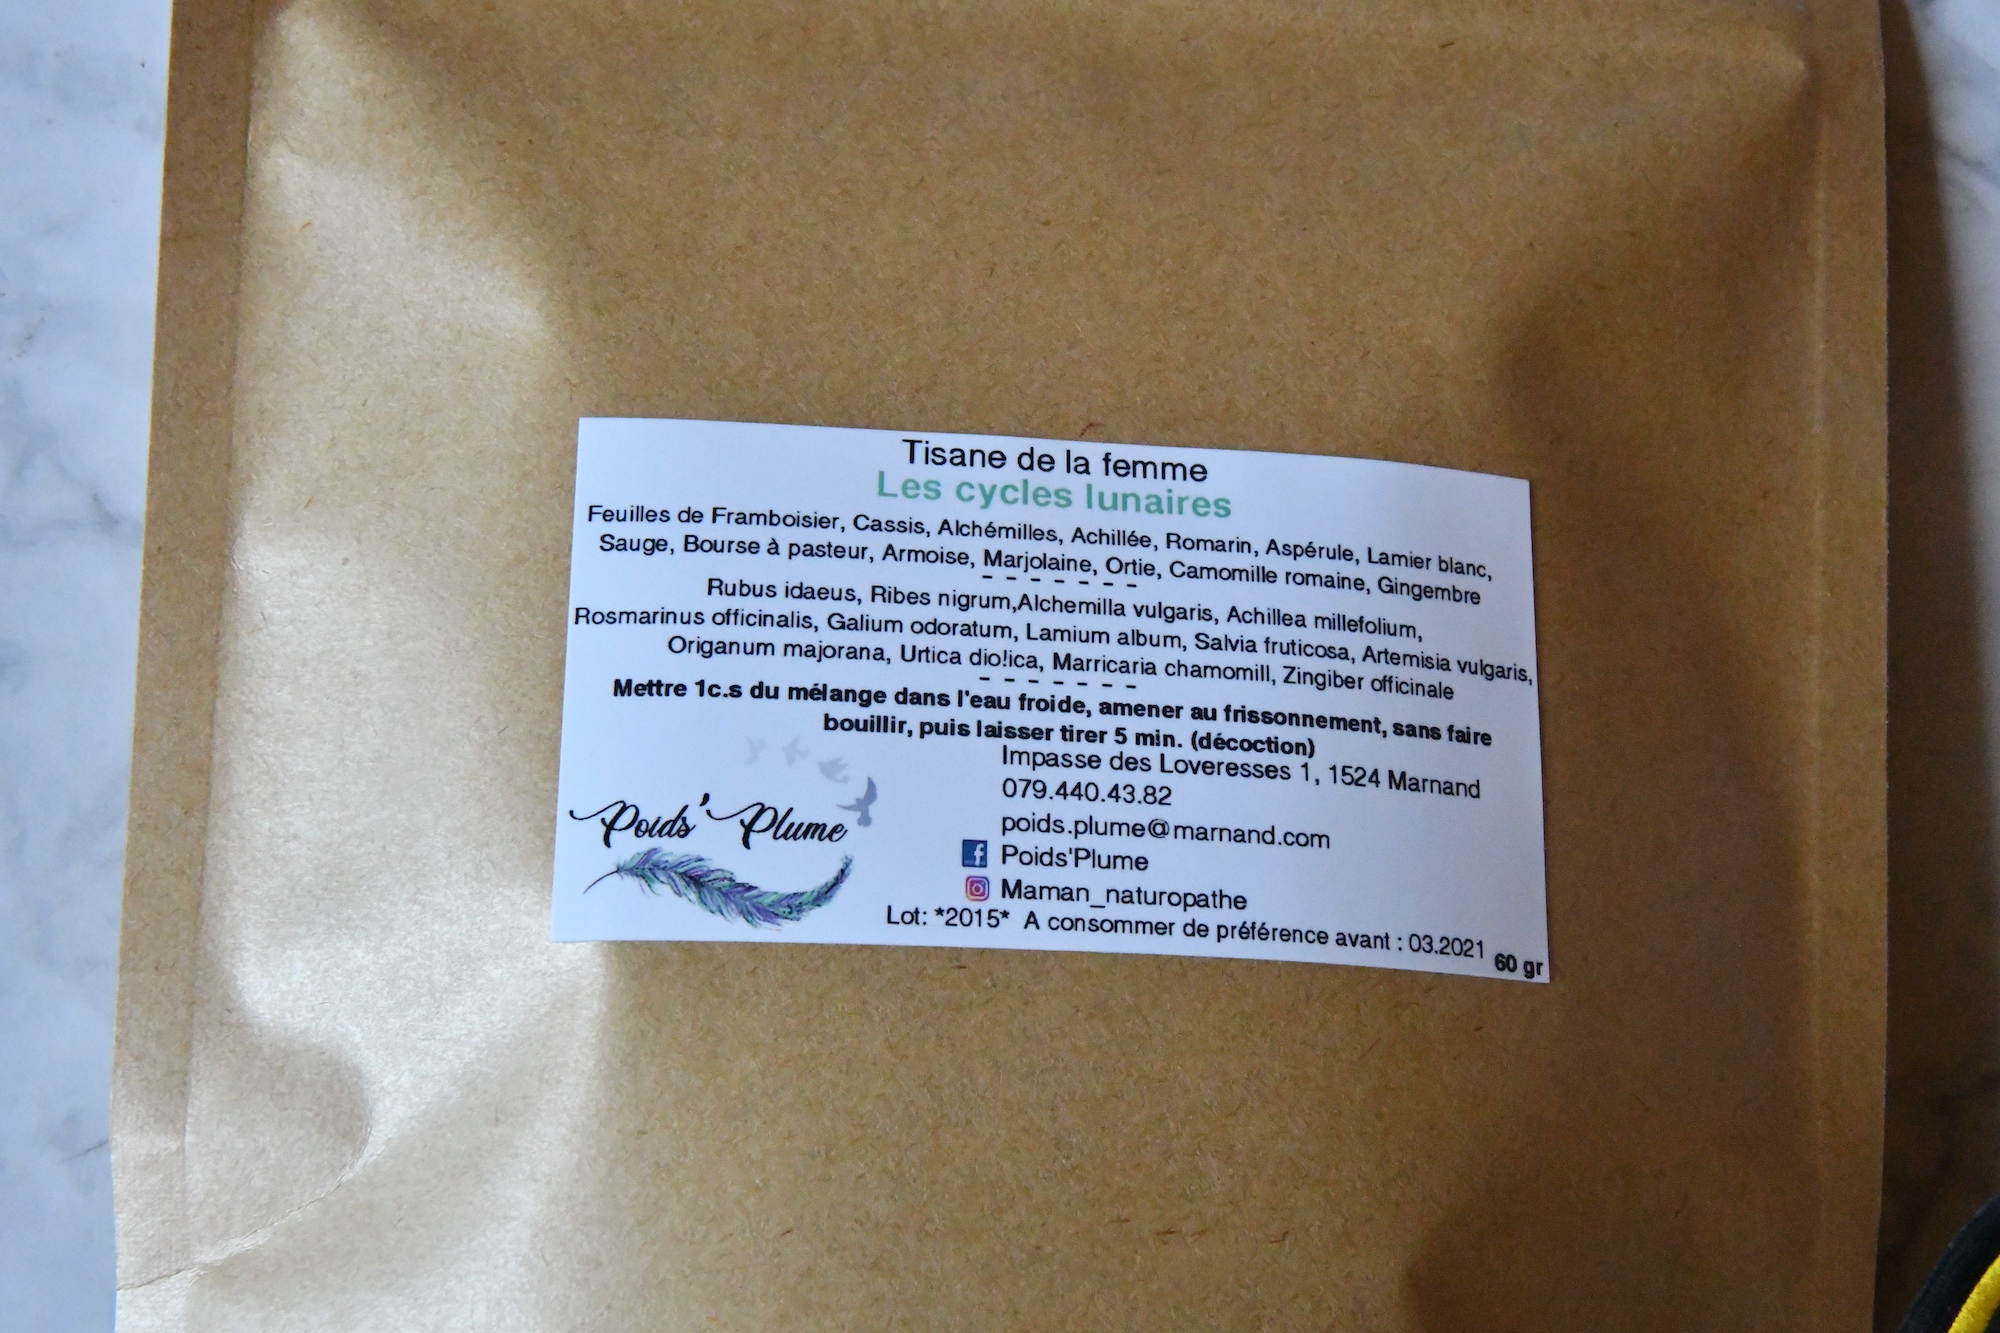 Tisane de la femme
Les cycles lunaires
Feuilles de Framboisier, Cassis, Alchémilles, Achillée, Romarin, Aspérule, Lamier blanc,
Sauge, Bourse à pasteur, Armoise, Marjolaine, Ortie, Camomille romaine, Gingembre
- - - - - - -
Rubus idaeus, Ribes nigrum,Alchemilla vulgaris, Achillea millefolium,
Rosmarinus officinalis, Galium odoratum, Lamium album, Salvia fruticosa, Artemisia vulgaris,
Origanum majorana, Urtica dio!ica, Marricaria chamomill, Zingiber officinale
- - - - - - -
Mettre 1c.s du mélange dans l'eau froide, amener au frissonnement, sans faire
bouillir, puis laisser tirer 5 min. (décoction)
Impasse des Loveresses 1, 1524 Marnand
079.440.43.82
poids.plume@marnand.com
Poids'Plume
Poids'Plume
Maman_naturopathe
Lot: *2015* A consommer de préférence avant : 03.2021
60 gr